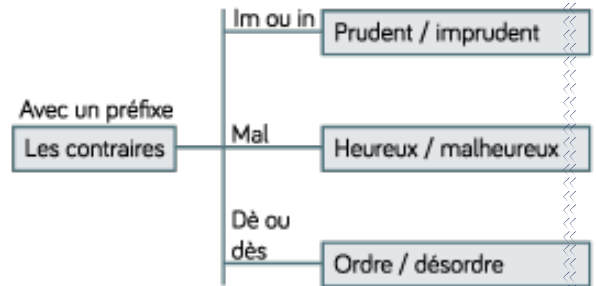 Im ou in
Prudent / imprudent
Avec un préfixe
Les contraires
Mal
Heureux / malheureux
Dè ou
dès
Ordre / désordre